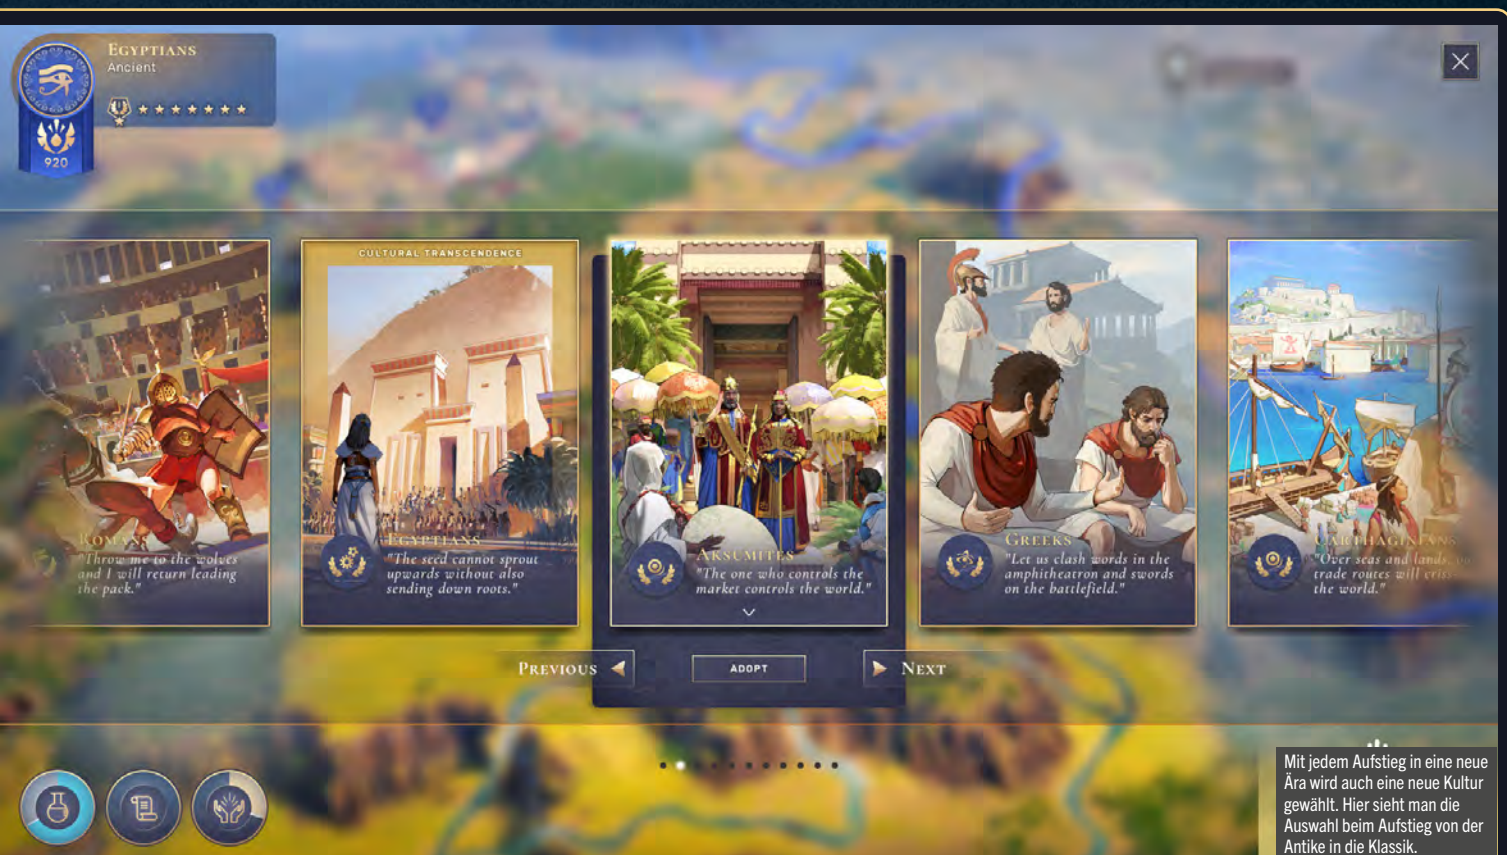 EGYPTIANS
Ancient
920
CULTURAL TRANSCENDENCE
ROMANS
"Throw me to the wolves
and I will return leading
the pack."
EGYPTIANS
"The seed cannot sprout
upwards without also
sending down roots."
AKSUMITES
"The one who controls the
market controls the world."
GREEKS
"Let us clash words in the
amphitheatron and swords
on the battlefield."
CARTHAGINIANS
"Over seas and lands,
trade routes will
the world."
PREVIOUS
ADOPT
NEXT
Mit jedem Aufstieg in eine neue
Ära wird auch eine neue Kultur
gewählt. Hier sieht man die
Auswahl beim Aufstieg von der
Antike in die Klassik.